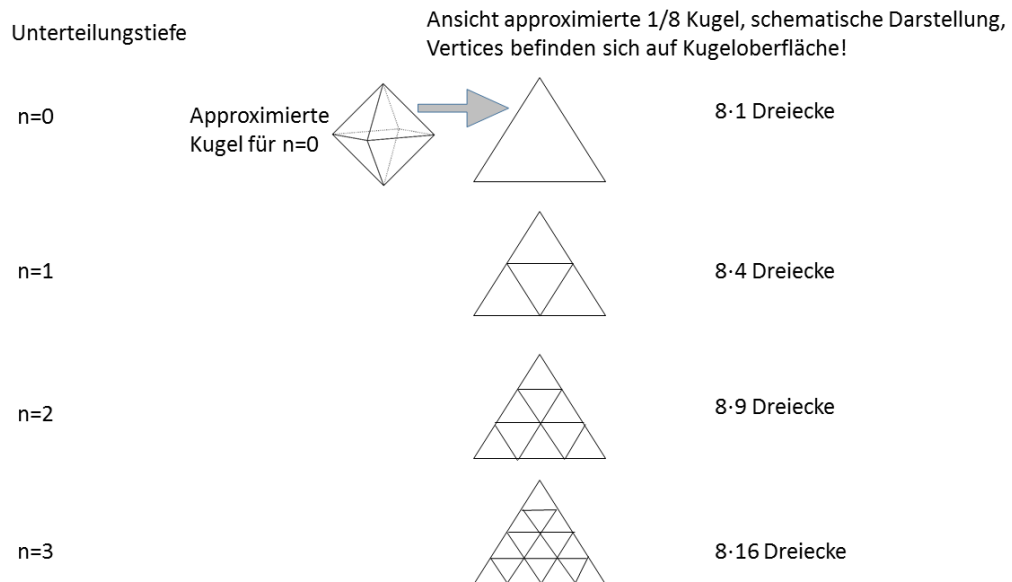 Unterteilungstiefe
Ansicht approximierte 1/8 Kugel, schematische Darstellung,
Vertices befinden sich auf Kugeloberfläche!
n=0
Approximierte
Kugel für n=0
8·1 Dreiecke
n=1
8·4 Dreiecke
n=2
8·9 Dreiecke
n=3
8·16 Dreiecke